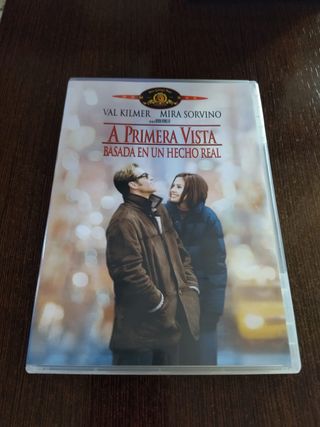 VAL KILMER MIRA SORVINO
A PRIMERA VISTA
BASADA EN UN HECHO REAL